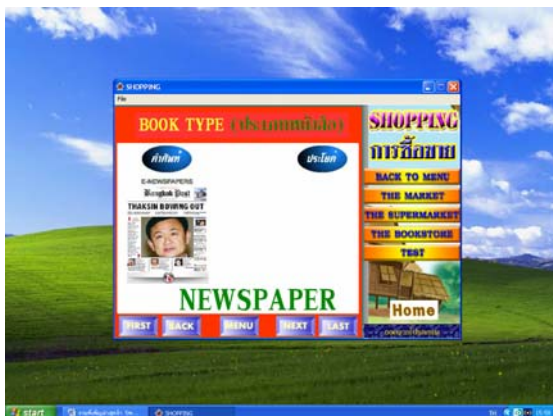 SHOPPING
File
BOOK TYPE (ประเภทหนังสือ)
คำศัพท์
ประโยค
E-NEWSPAPERS
Bangkok Post
THAKSIN BOWING OUT
NEWSPAPER
FIRST
BACK
MENU
NEXT
LAST
SHOPPING
การซื้อขาย
BACK TO MENU
THE MARKET
THE SUPERMARKET
THE BOOKSTORE
TEST
Home
start
SHOPPING
TH